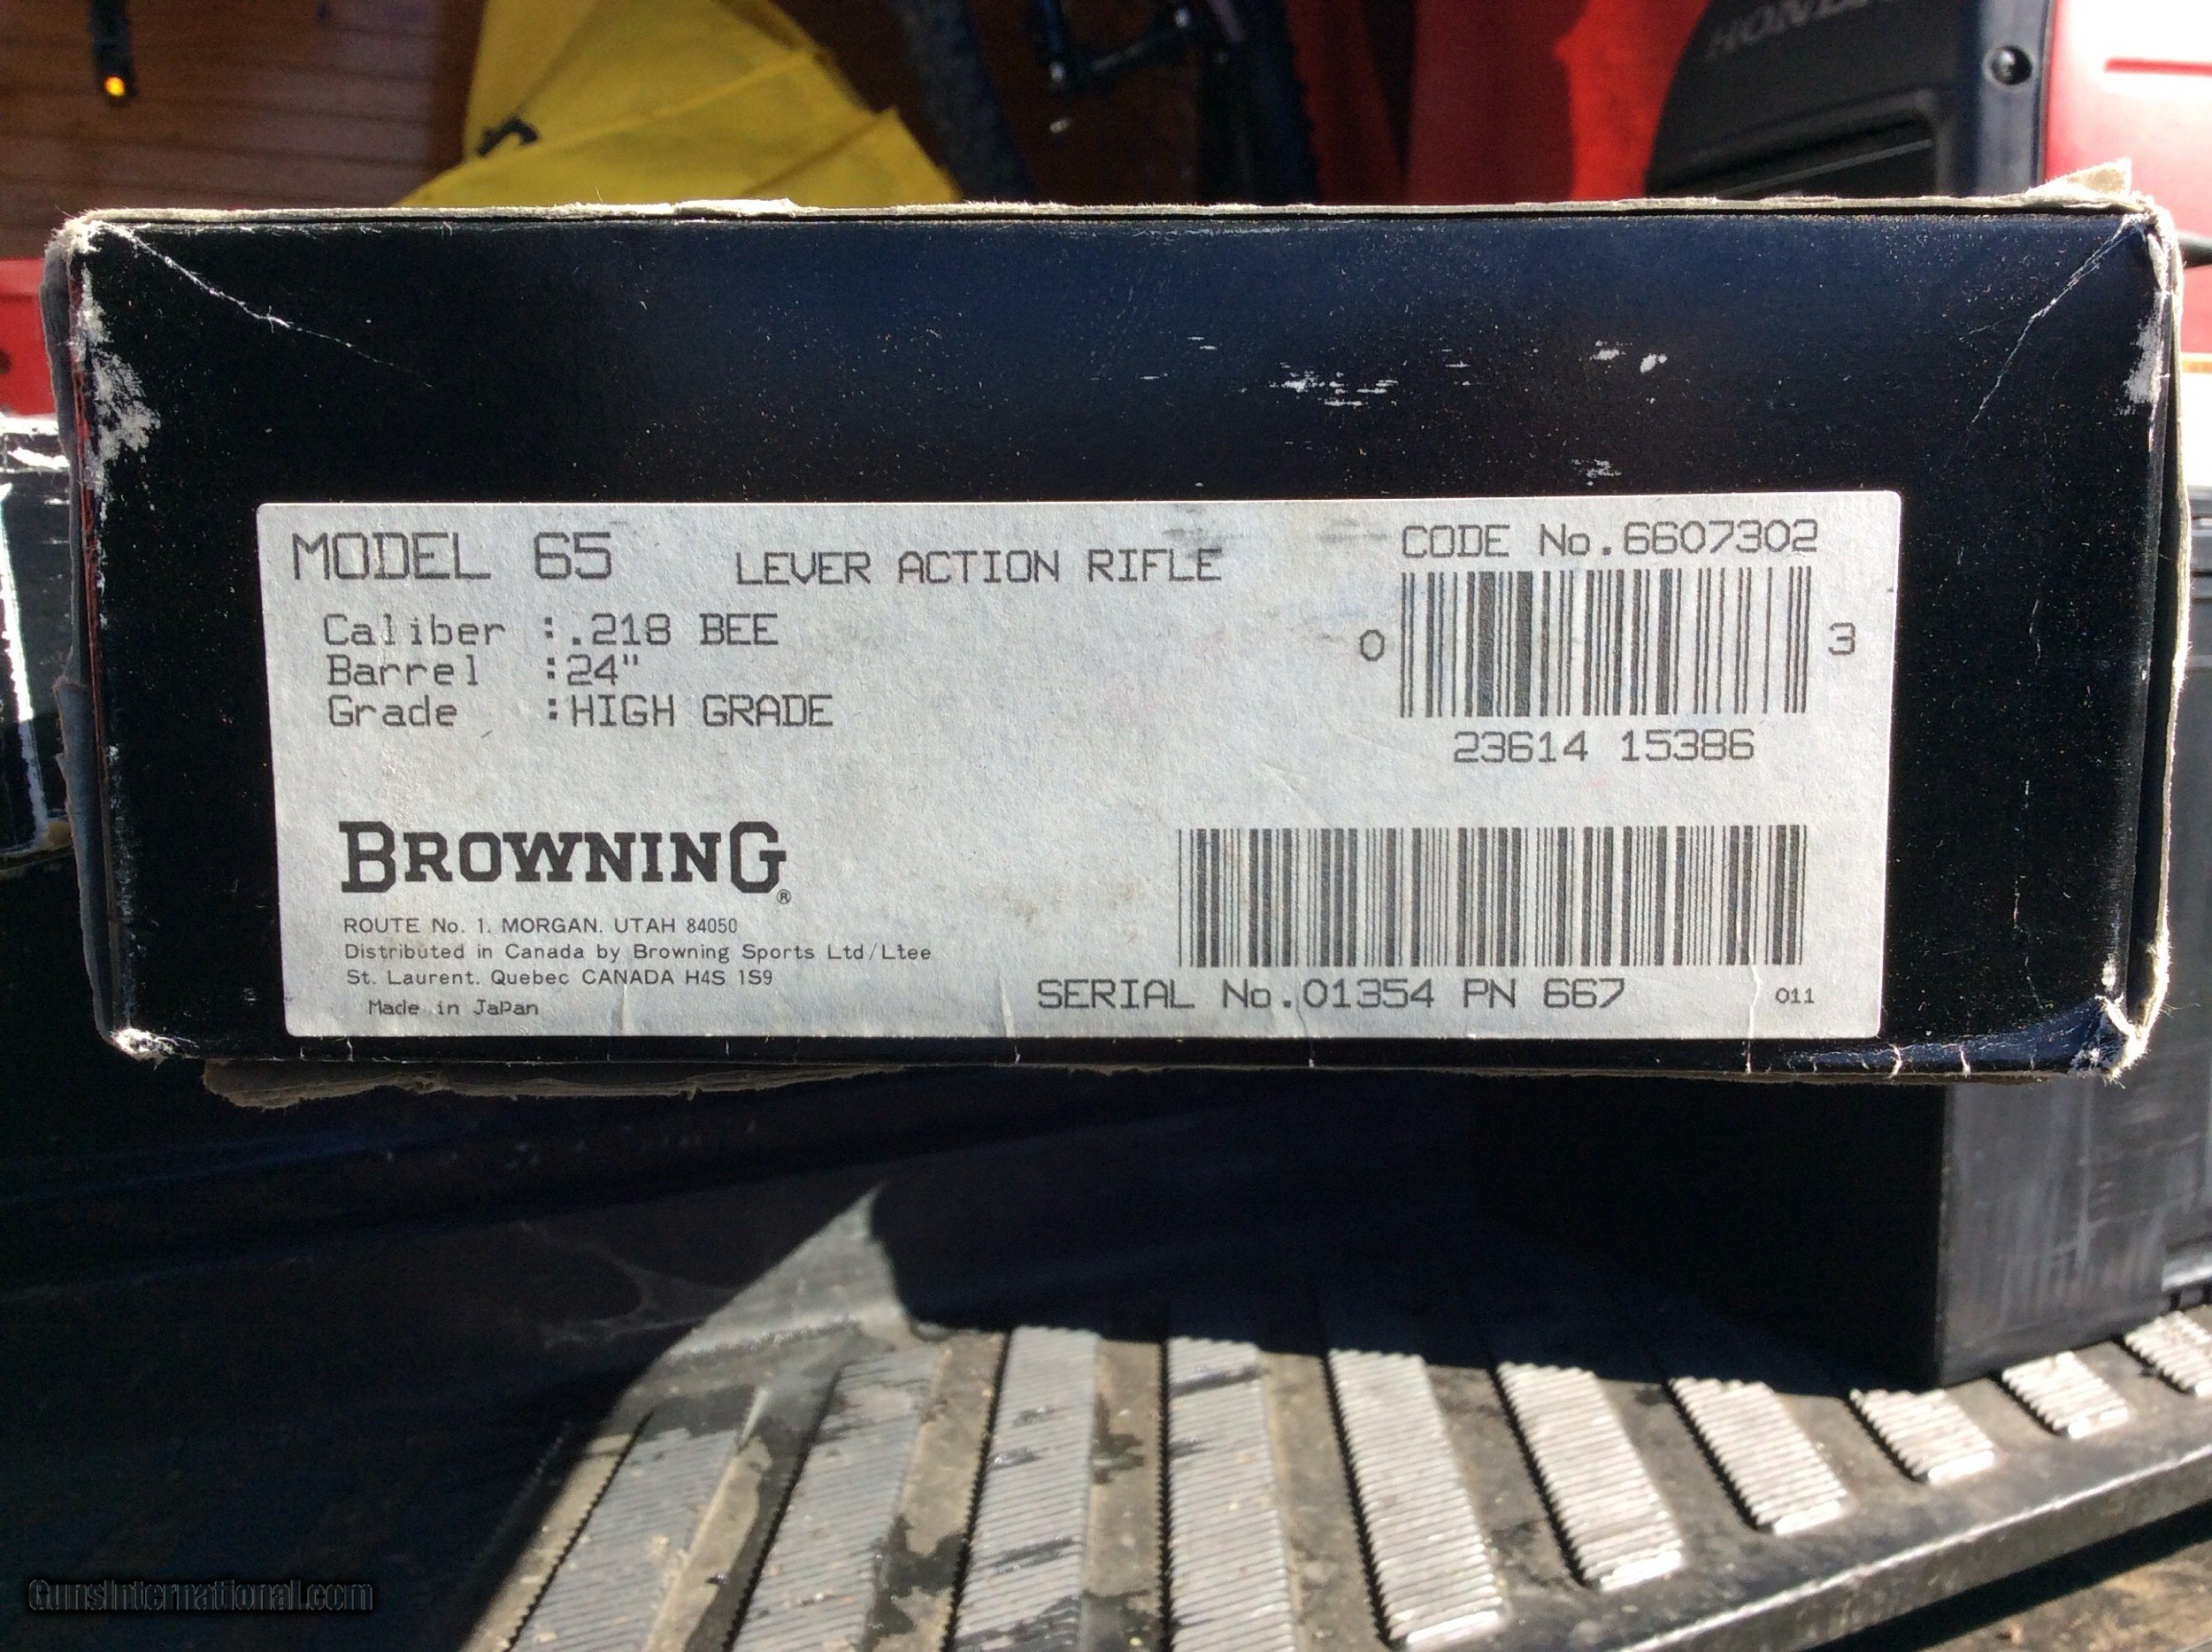 HONDA
MODEL 65 LEVER ACTION RIFLE
CODE No.6607302
Caliber :.218 BEE
Barrel :24"
Grade :HIGH GRADE
0 3
23614 15386
BROWNING®
ROUTE No. 1. MORGAN. UTAH 84050
Distributed in Canada by Browning Sports Ltd/Ltee
St. Laurent. Quebec CANADA H4S 1S9
Made in JaPan
SERIAL No.01354 PN 667
011
GunsInternational.com